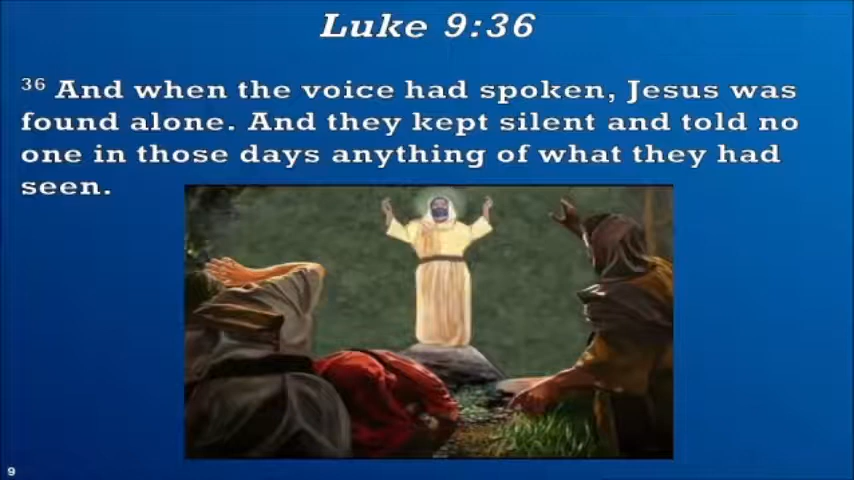 Luke 9:36
36 And when the voice had spoken, Jesus was
found alone. And they kept silent and told no
one in those days anything of what they had
seen.
9